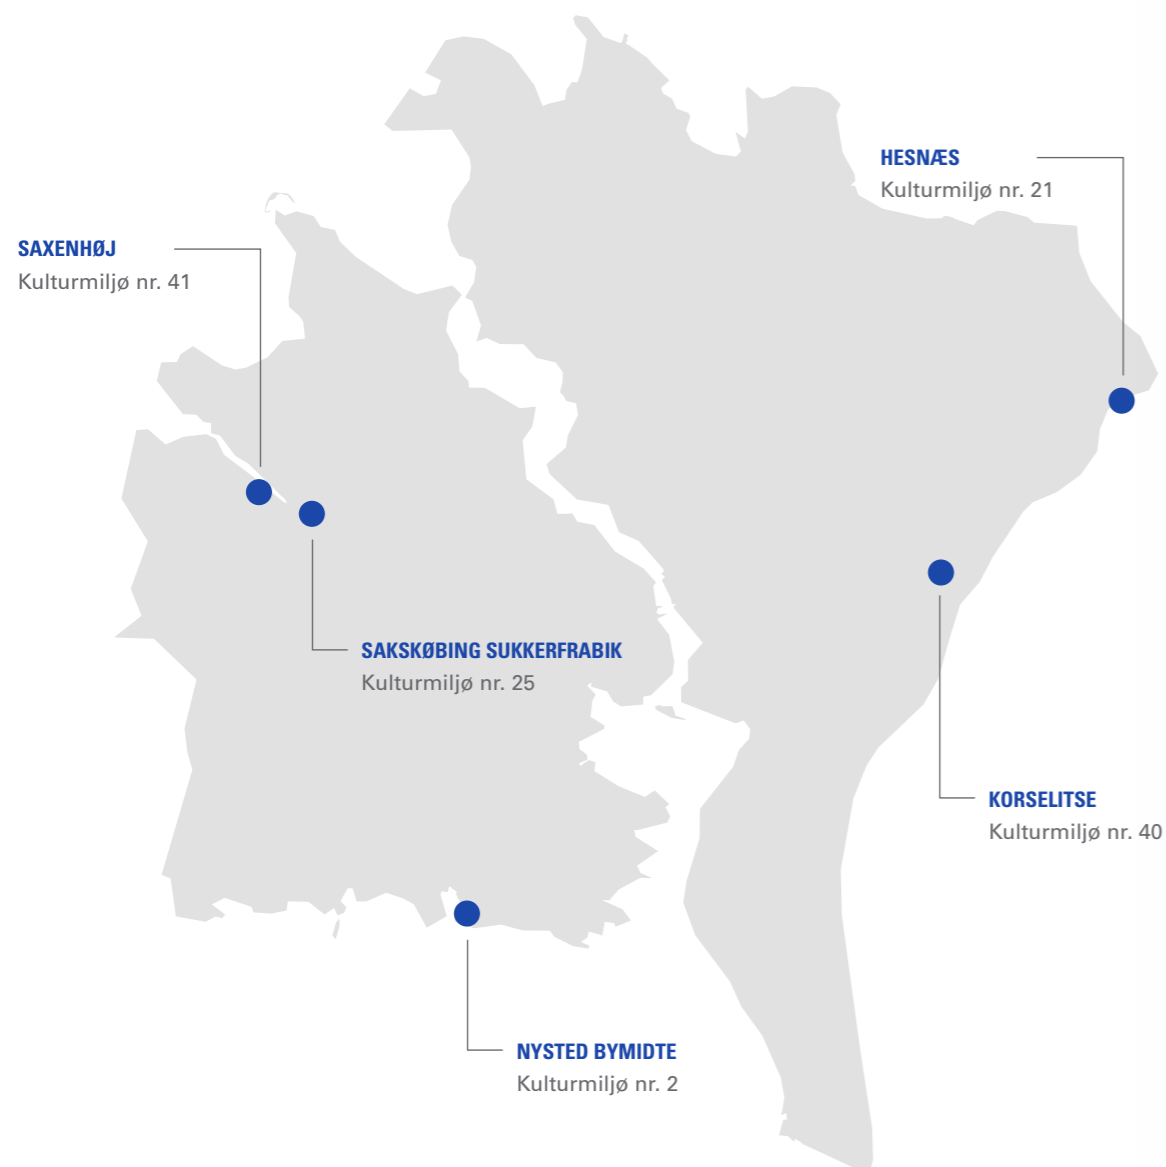 HESNÆS
Kulturmiljø nr. 21
SAXENHØJ
Kulturmiljø nr. 41
SAKSKØBING SUKKERFRABIK
Kulturmiljø nr. 25
KORSELITSE
Kulturmiljø nr. 40
NYSTED BYMIDTE
Kulturmiljø nr. 2